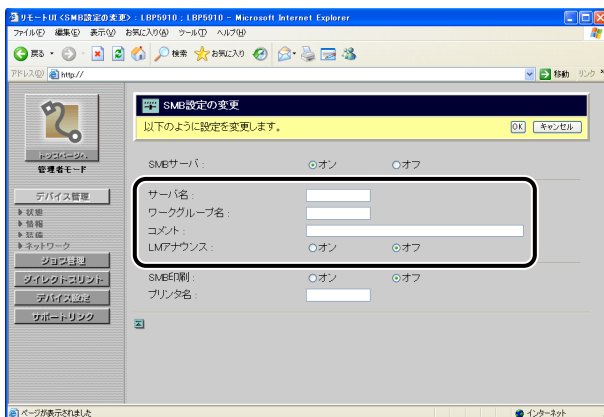 リモートUI <SMB設定の変更> : LBP5910 ; LBP5910 - Microsoft Internet Explorer
ファイル(F) 編集(E) 表示(V) お気に入り(A) ツール(T) ヘルプ(H)
戻る 検索 お気に入り
アドレス(D) http:// 移動 リンク
SMB設定の変更
以下のように設定を変更します。 OK キャンセル
トップページへ
管理者モード
デバイス管理
状態
情報
装備
ネットワーク
ジョブ管理
ダイレクトプリント
デバイス設定
サポートリンク
SMBサーバ : オン オフ
サーバ名 :
ワークグループ名 :
コメント :
LMアナウンス : オン オフ
SMB印刷 : オン オフ
プリンタ名 :
ページが表示されました インターネット